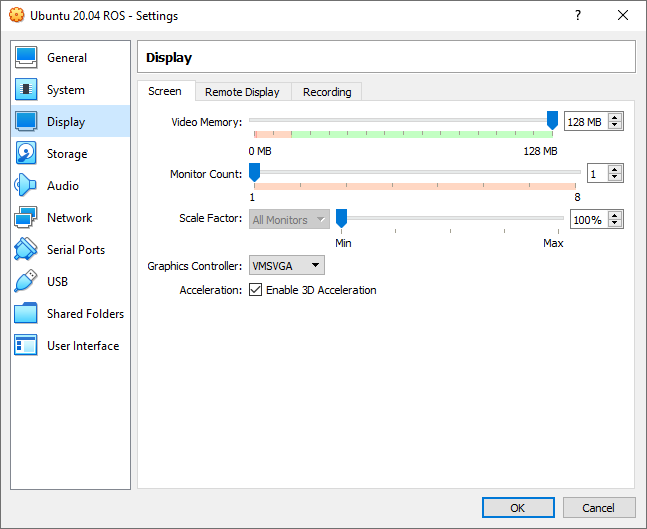 Ubuntu 20.04 ROS - Settings
?
General
System
Display
Storage
Audio
Network
Serial Ports
USB
Shared Folders
User Interface
Display
Screen
Remote Display
Recording
Video Memory:
128 MB
0 MB
128 MB
Monitor Count:
1
1
8
Scale Factor:
All Monitors
100%
Min
Max
Graphics Controller:
VMSVGA
Acceleration:
Enable 3D Acceleration
OK
Cancel